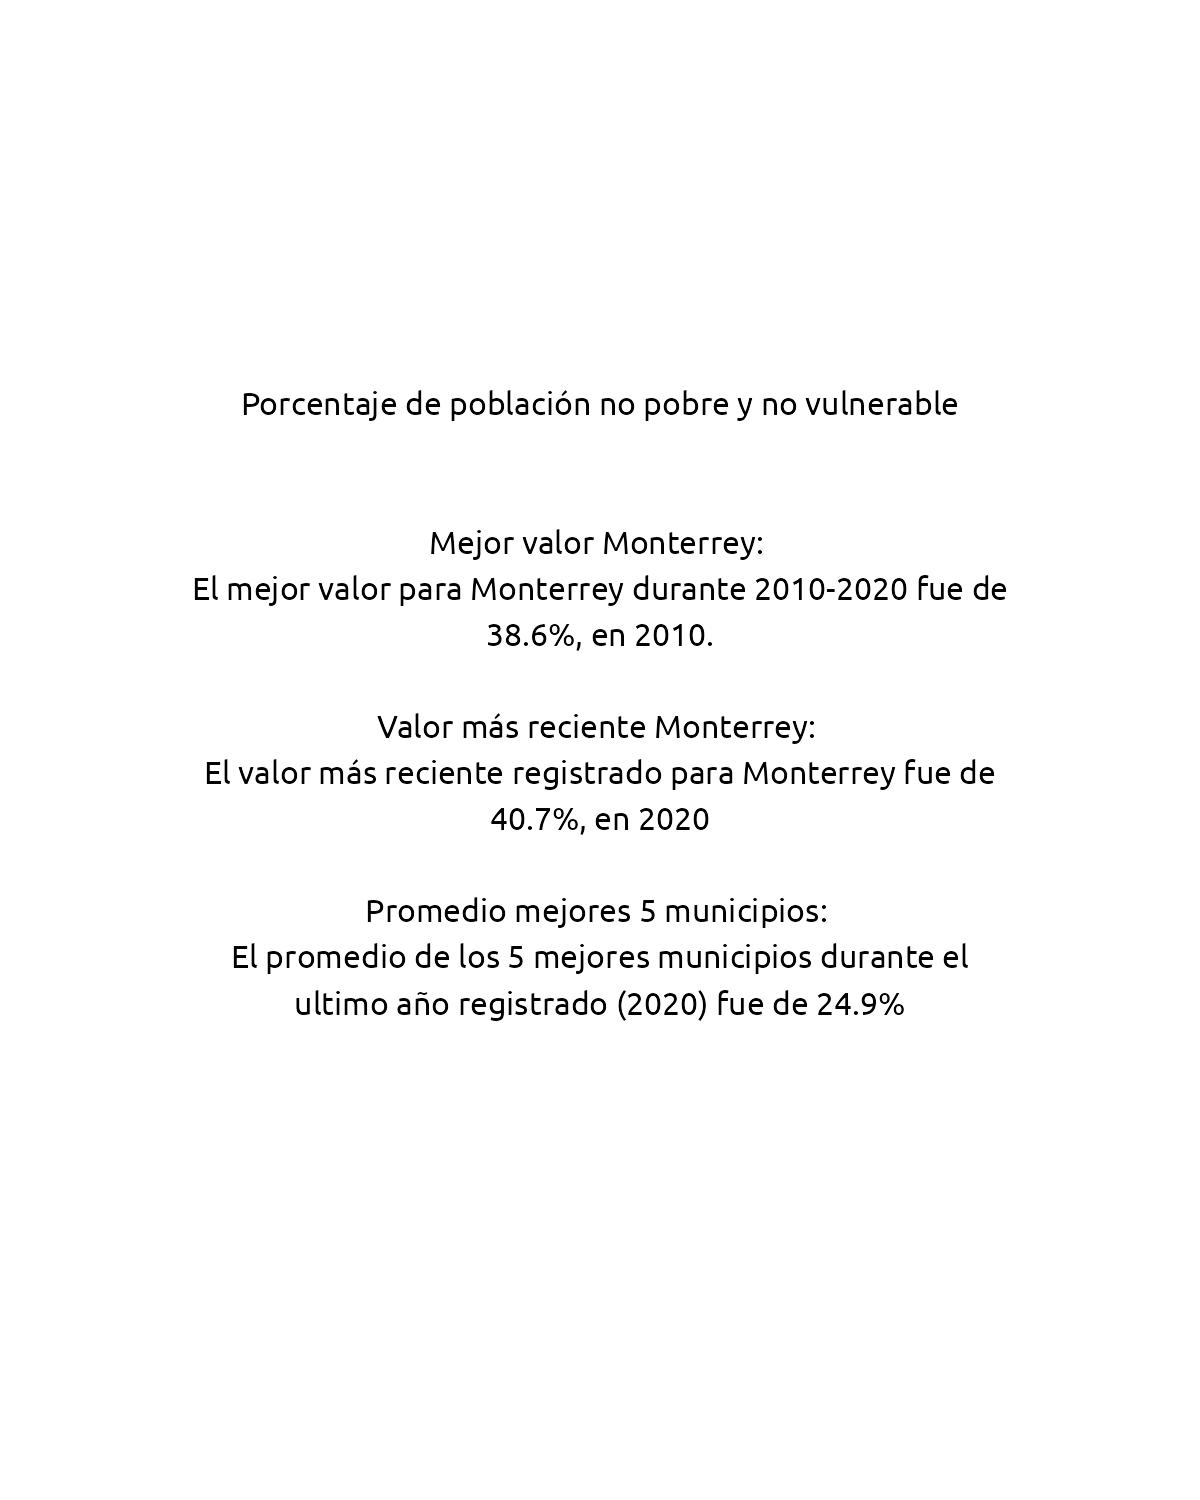 Porcentaje de población no pobre y no vulnerable
Mejor valor Monterrey:
El mejor valor para Monterrey durante 2010-2020 fue de
38.6%, en 2010.
Valor más reciente Monterrey:
El valor más reciente registrado para Monterrey fue de
40.7%, en 2020
Promedio mejores 5 municipios:
El promedio de los 5 mejores municipios durante el
ultimo año registrado (2020) fue de 24.9%